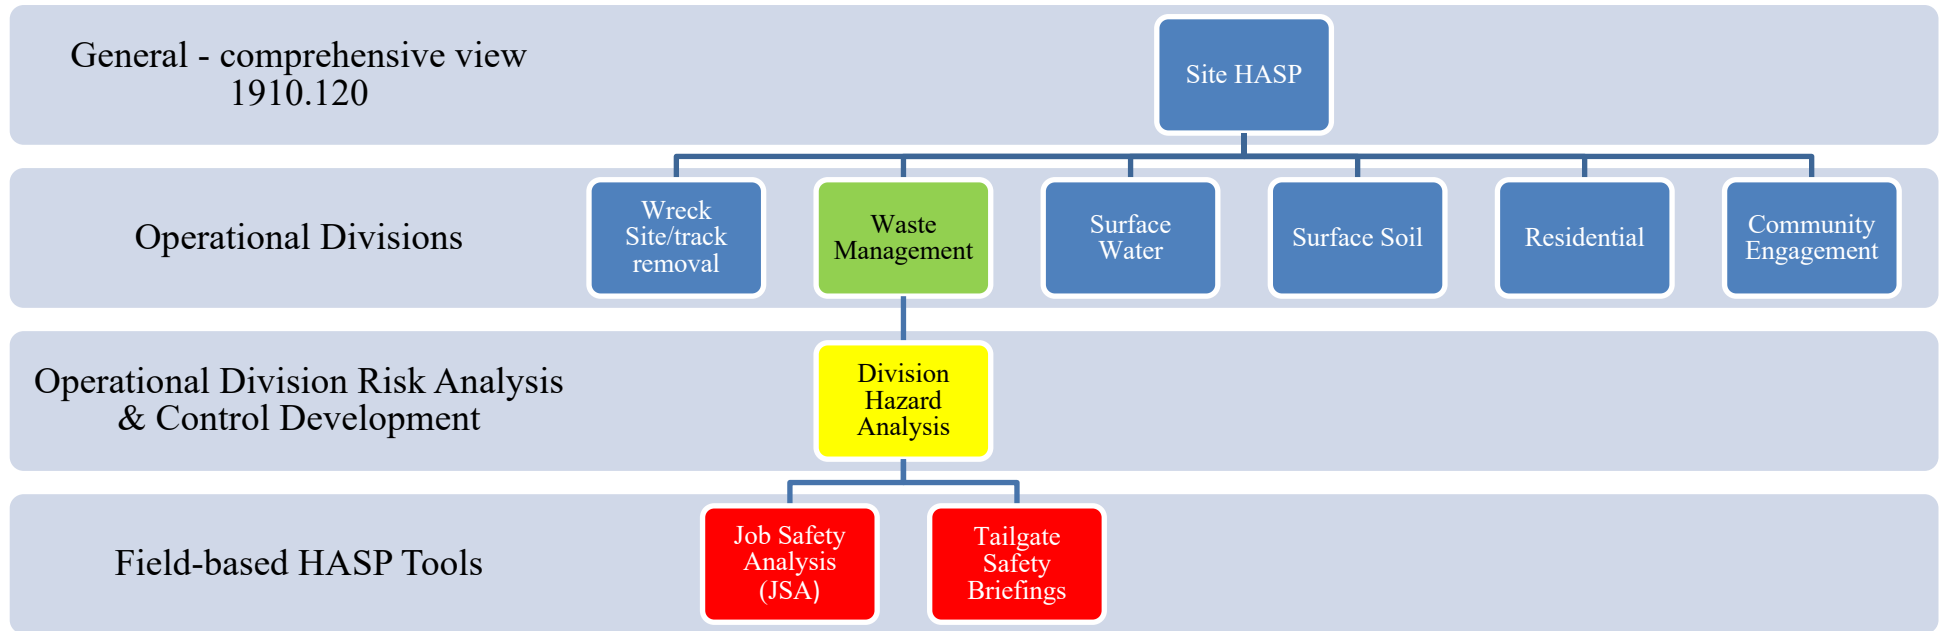 General - comprehensive view
1910.120
Site HASP
Operational Divisions
Wreck
Site/track
removal
Waste
Management
Surface
Water
Surface Soil
Residential
Community
Engagement
Operational Division Risk Analysis
& Control Development
Division
Hazard
Analysis
Field-based HASP Tools
Job Safety
Analysis
(JSA)
Tailgate
Safety
Briefings